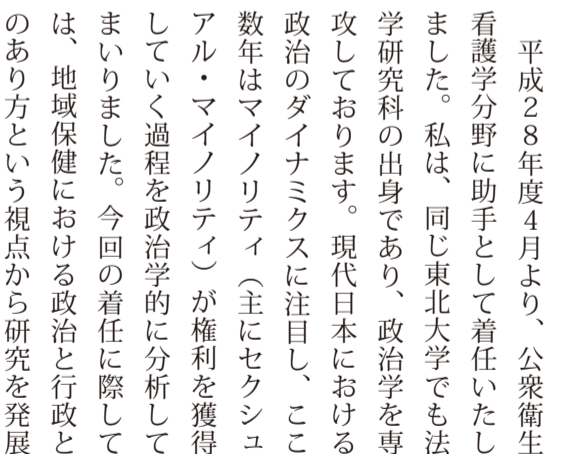 平成２８年度４月より、公衆衛生
看護学分野に助手として着任いたし
ました。私は、同じ東北大学でも法
学研究科の出身であり、政治学を専
攻しております。現代日本における
政治のダイナミクスに注目し、ここ
数年はマイノリティ（主にセクシュ
アル・マイノリティ）が権利を獲得
していく過程を政治学的に分析して
まいりました。今回の着任に際して
は、地域保健における政治と行政と
のあり方という視点から研究を発展